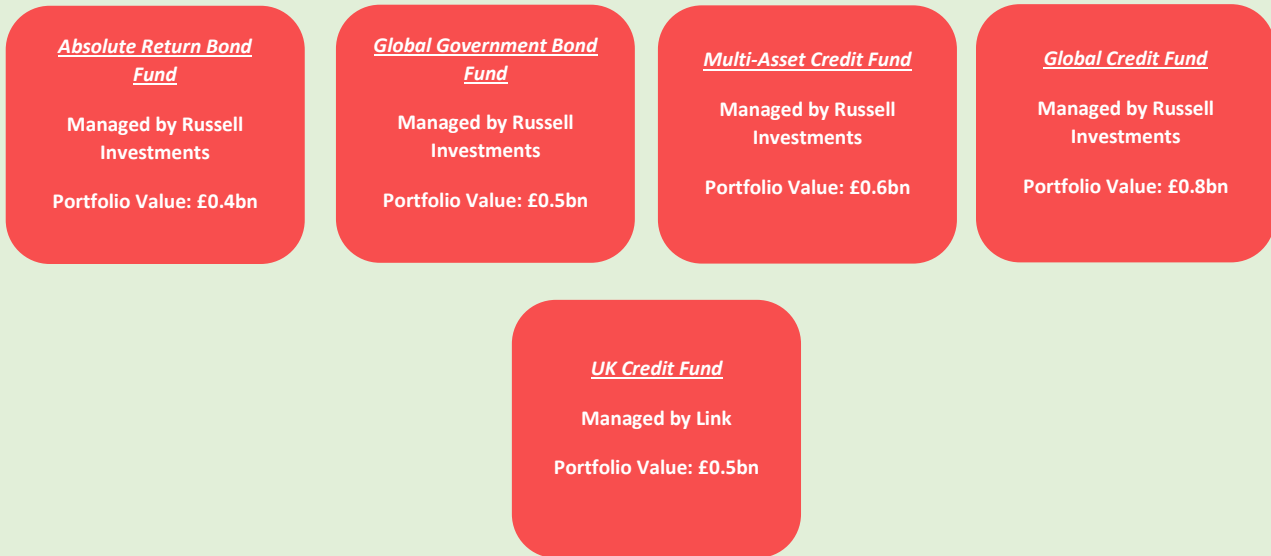 Absolute Return Bond
Fund
Managed by Russell
Investments
Portfolio Value: £0.4bn
Global Government Bond
Fund
Managed by Russell
Investments
Portfolio Value: £0.5bn
Multi-Asset Credit Fund
Managed by Russell
Investments
Portfolio Value: £0.6bn
Global Credit Fund
Managed by Russell
Investments
Portfolio Value: £0.8bn
UK Credit Fund
Managed by Link
Portfolio Value: £0.5bn